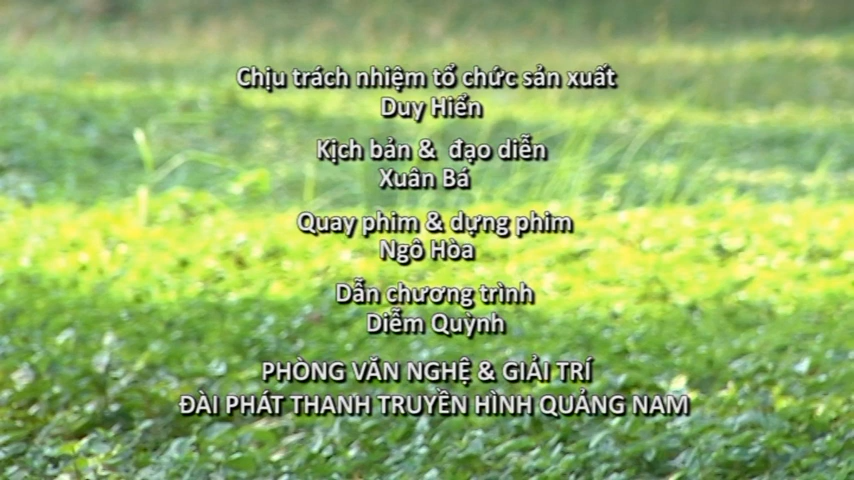 Chịu trách nhiệm tổ chức sản xuất
Duy Hiển
Kịch bản & đạo diễn
Xuân Bá
Quay phim & dựng phim
Ngô Hòa
Dẫn chương trình
Diễm Quỳnh
PHÒNG VĂN NGHỆ & GIẢI TRÍ
ĐÀI PHÁT THANH TRUYỀN HÌNH QUẢNG NAM